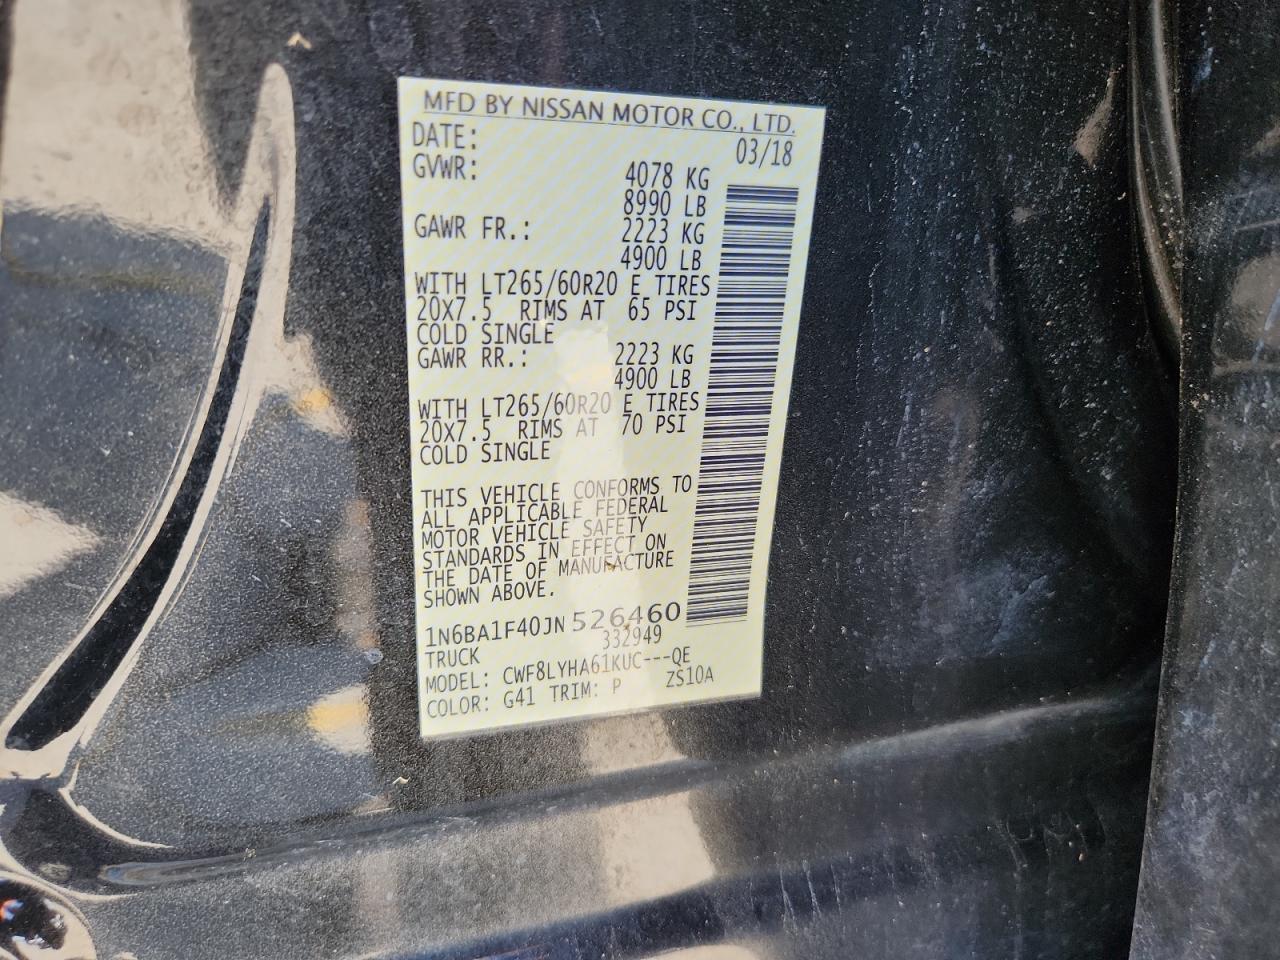 MFD BY NISSAN MOTOR CO., LTD.
DATE: 03/18
GVWR: 4078 KG
8990 LB
GAWR FR.: 2223 KG
4900 LB
WITH LT265/60R20 E TIRES
20X7.5 RIMS AT 65 PSI
COLD SINGLE
GAWR RR.: 2223 KG
4900 LB
WITH LT265/60R20 E TIRES
20X7.5 RIMS AT 70 PSI
COLD SINGLE
THIS VEHICLE CONFORMS TO
ALL APPLICABLE FEDERAL
MOTOR VEHICLE SAFETY
STANDARDS IN EFFECT ON
THE DATE OF MANUFACTURE
SHOWN ABOVE.
1N6BA1F40JN526460
TRUCK 332949
MODEL: CWF8LYHA61KUC---QE
COLOR: G41 TRIM: P ZS10A